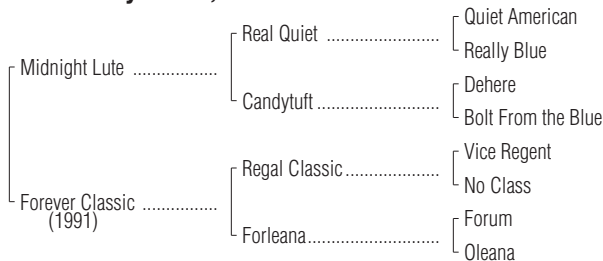 Quiet American
Real Quiet ....................
Really Blue
Midnight Lute .................
Dehere
Candytuft .....................
Bolt From the Blue
Vice Regent
Regal Classic ................
No Class
Forever Classic ...............
(1991)
Forum
Forleana .......................
Oleana